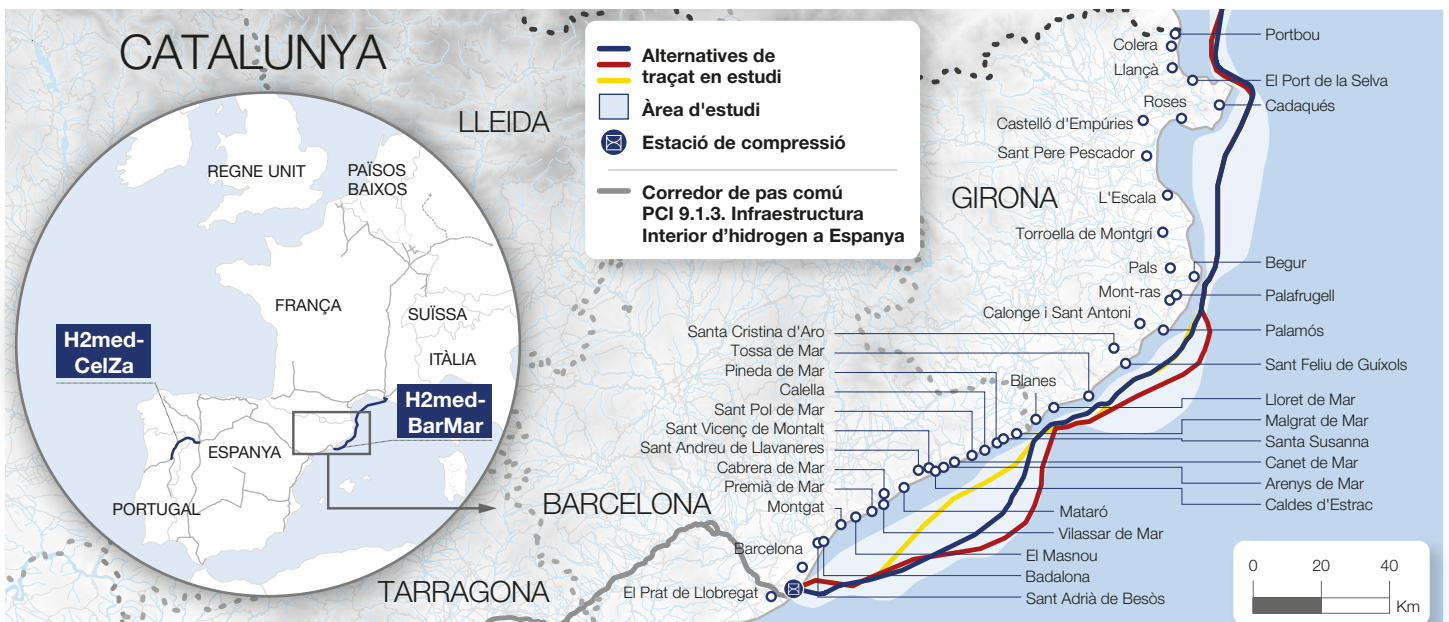 CATALUNYA
LLEIDA
GIRONA
BARCELONA
TARRAGONA
REGNE UNIT
PAÏSOS
BAIXOS
FRANÇA
SUÏSSA
ITÀLIA
ESPANYA
PORTUGAL
H2med-
CelZa
H2med-
BarMar
Alternatives de
traçat en estudi
Àrea d'estudi
Estació de compressió
Corredor de pas comú
PCI 9.1.3. Infraestructura
Interior d’hidrogen a Espanya
Portbou
Colera
Llançà
El Port de la Selva
Roses
Cadaqués
Castelló d'Empúries
Sant Pere Pescador
L'Escala
Torroella de Montgrí
Pals
Begur
Mont-ras
Palafrugell
Calonge i Sant Antoni
Palamós
Santa Cristina d'Aro
Tossa de Mar
Sant Feliu de Guíxols
Pineda de Mar
Blanes
Calella
Lloret de Mar
Sant Pol de Mar
Malgrat de Mar
Sant Vicenç de Montalt
Santa Susanna
Sant Andreu de Llavaneres
Canet de Mar
Cabrera de Mar
Arenys de Mar
Premià de Mar
Caldes d'Estrac
Montgat
Mataró
Vilassar de Mar
Barcelona
El Masnou
Badalona
El Prat de Llobregat
Sant Adrià de Besòs
0 20 40
Km